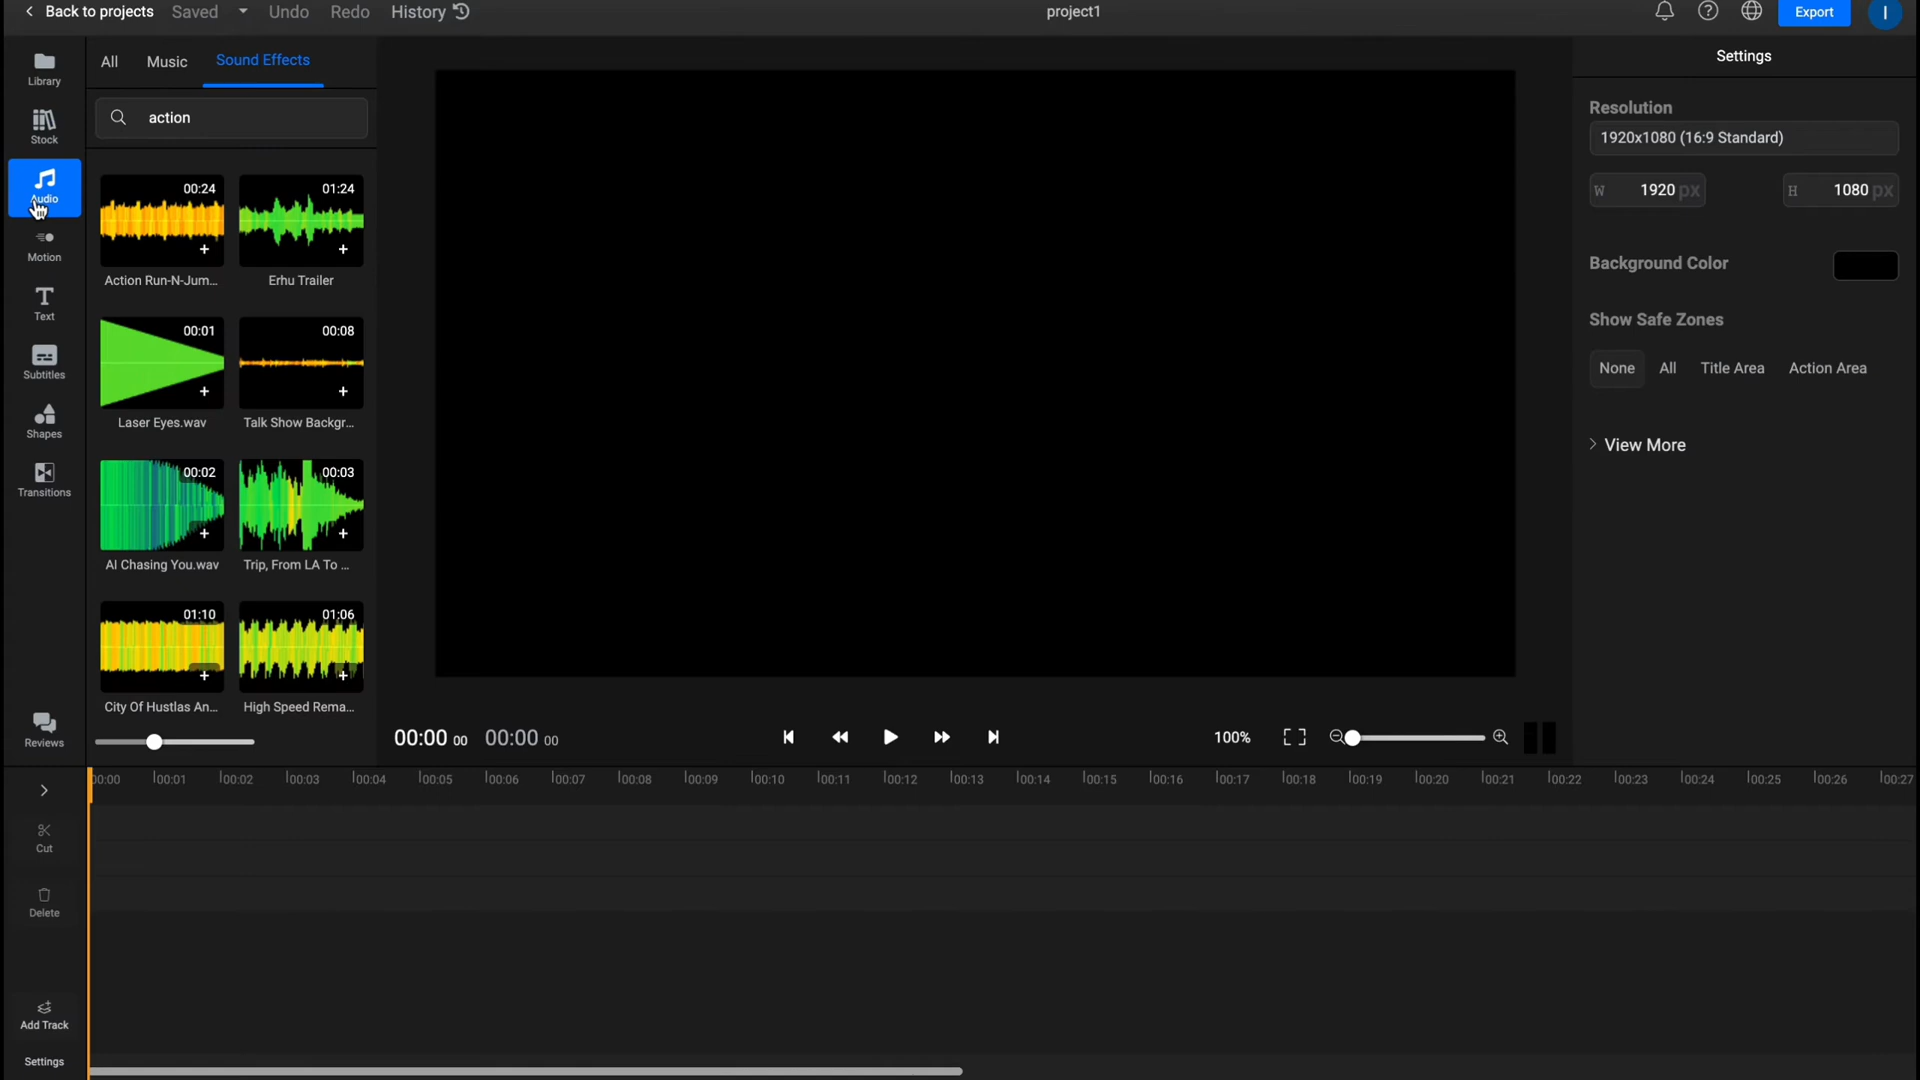 Back to projects Saved Undo Redo History project1 Export I
Library
Stock
Audio
Motion
Text
Subtitles
Shapes
Transitions
Reviews
All Music Sound Effects
action
00:24 01:24
Action Run-N-Jum... Erhu Trailer
00:01 00:08
Laser Eyes.wav Talk Show Backgr...
00:02 00:03
AI Chasing You.wav Trip, From LA To ...
01:10 01:06
City Of Hustlas An... High Speed Rema...
Settings
Resolution
1920x1080 (16:9 Standard)
W 1920 px H 1080 px
Background Color
Show Safe Zones
None All Title Area Action Area
View More
00:00 00 00:00 00 100%
00:00 00:01 00:02 00:03 00:04 00:05 00:06 00:07 00:08 00:09 00:10 00:11 00:12 00:13 00:14 00:15 00:16 00:17 00:18 00:19 00:20 00:21 00:22 00:23 00:24 00:25 00:26 00:27
Cut
Delete
Add Track
Settings